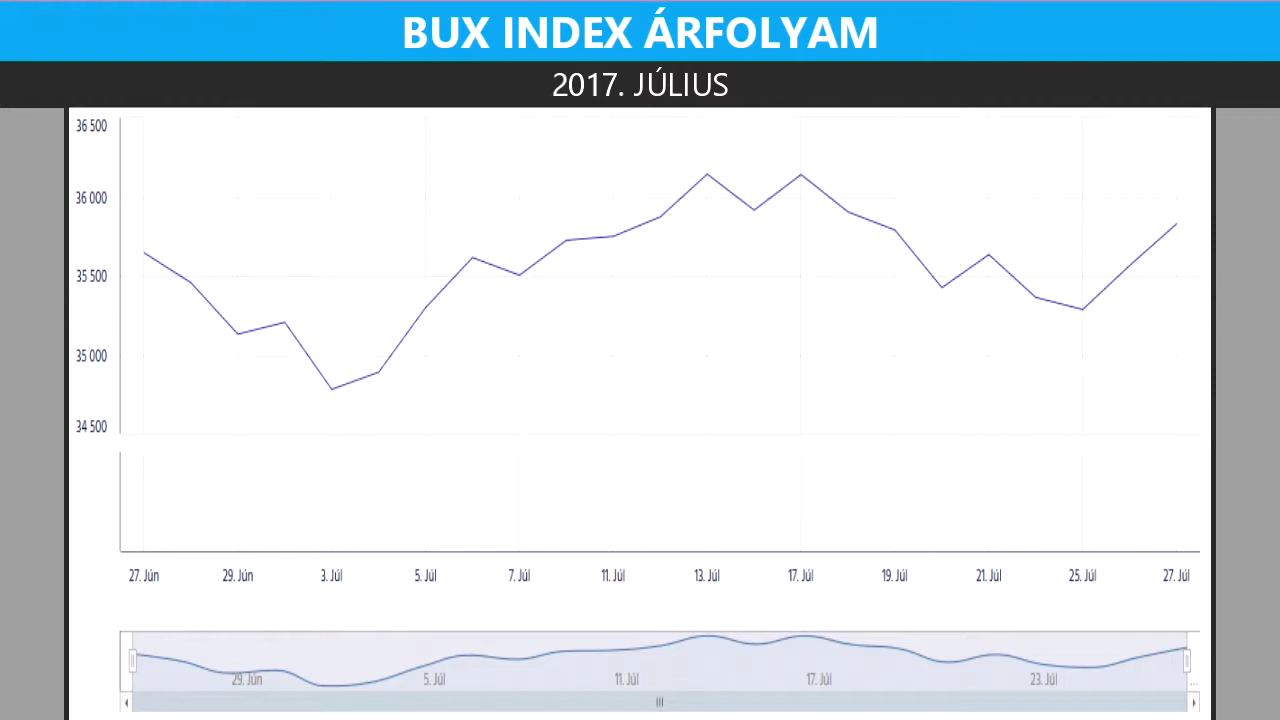 BUX INDEX ÁRFOLYAM
2017. JÚLIUS
36 500
36 000
35 500
35 000
34 500
27. Jún 29. Jún 3. Júl 5. Júl 7. Júl 11. Júl 13. Júl 17. Júl 19. Júl 21. Júl 25. Júl 27. Júl
29. Jún 5. Júl 11. Júl 17. Júl 23. Júl ...